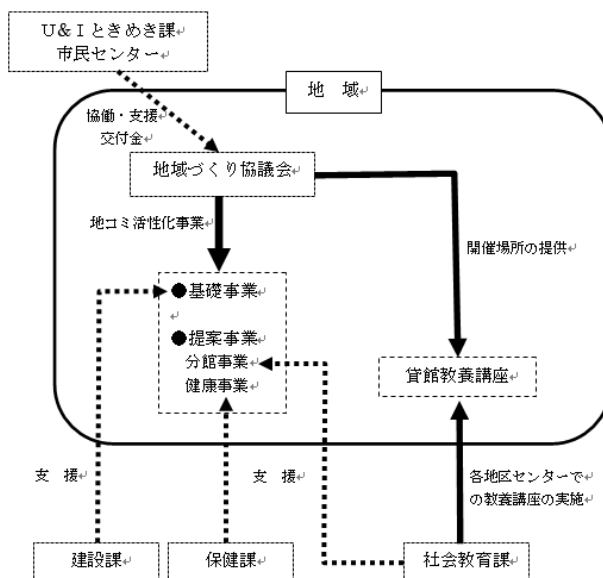 U&Iときめき課
市民センター
地　域
協働・支援
交付金
地域づくり協議会
地コミ活性化事業
開催場所の提供
●基礎事業
●提案事業
分館事業
健康事業
貸館教養講座
支　援
支　援
各地区センターで
の教養講座の実施
建設課
保健課
社会教育課